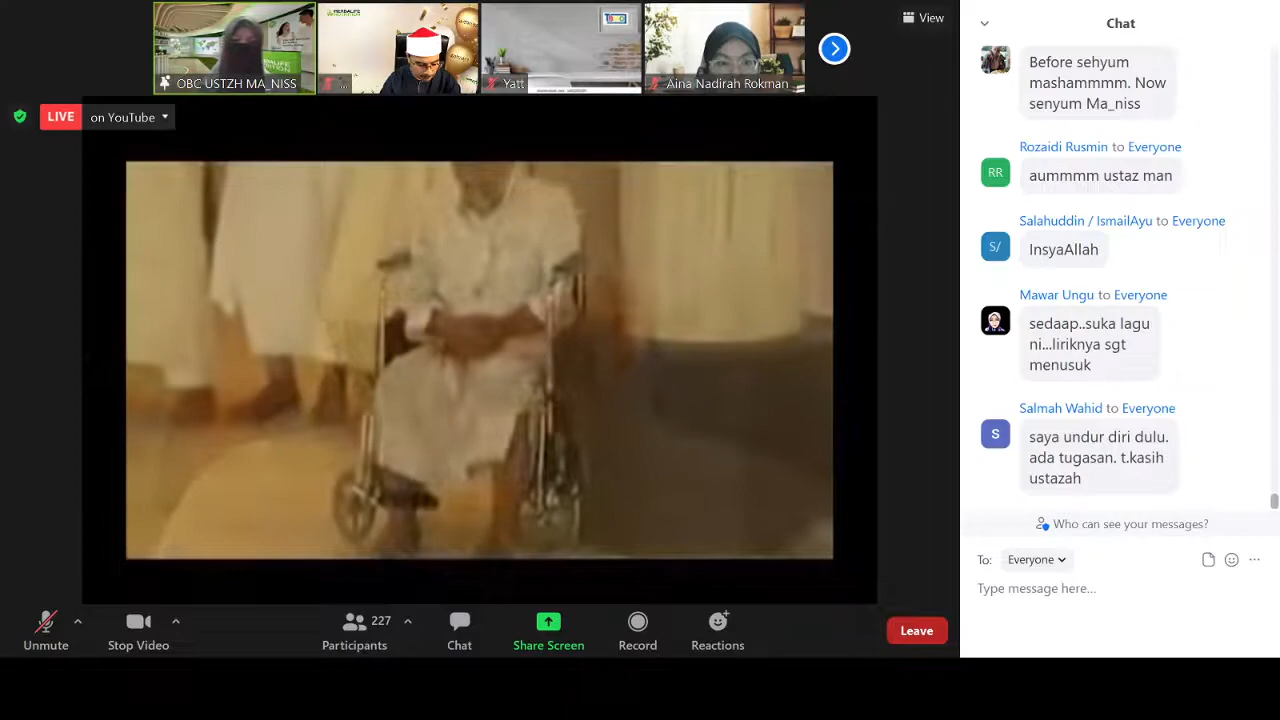 View
Chat
OBC USTZH MA_NISS
...
Yatt
Aina Nadirah Rokman
LIVE
on YouTube
Before sehyum
mashammmm. Now
senyum Ma_niss
Rozaidi Rusmin to Everyone
RR
aummmm ustaz man
Salahuddin / IsmailAyu to Everyone
S/
InsyaAllah
Mawar Ungu to Everyone
sedaap..suka lagu
ni...liriknya sgt
menusuk
Salmah Wahid to Everyone
S
saya undur diri dulu.
ada tugasan. t.kasih
ustazah
Who can see your messages?
To: Everyone
Type message here...
Unmute
Stop Video
227
Participants
Chat
Share Screen
Record
Reactions
Leave